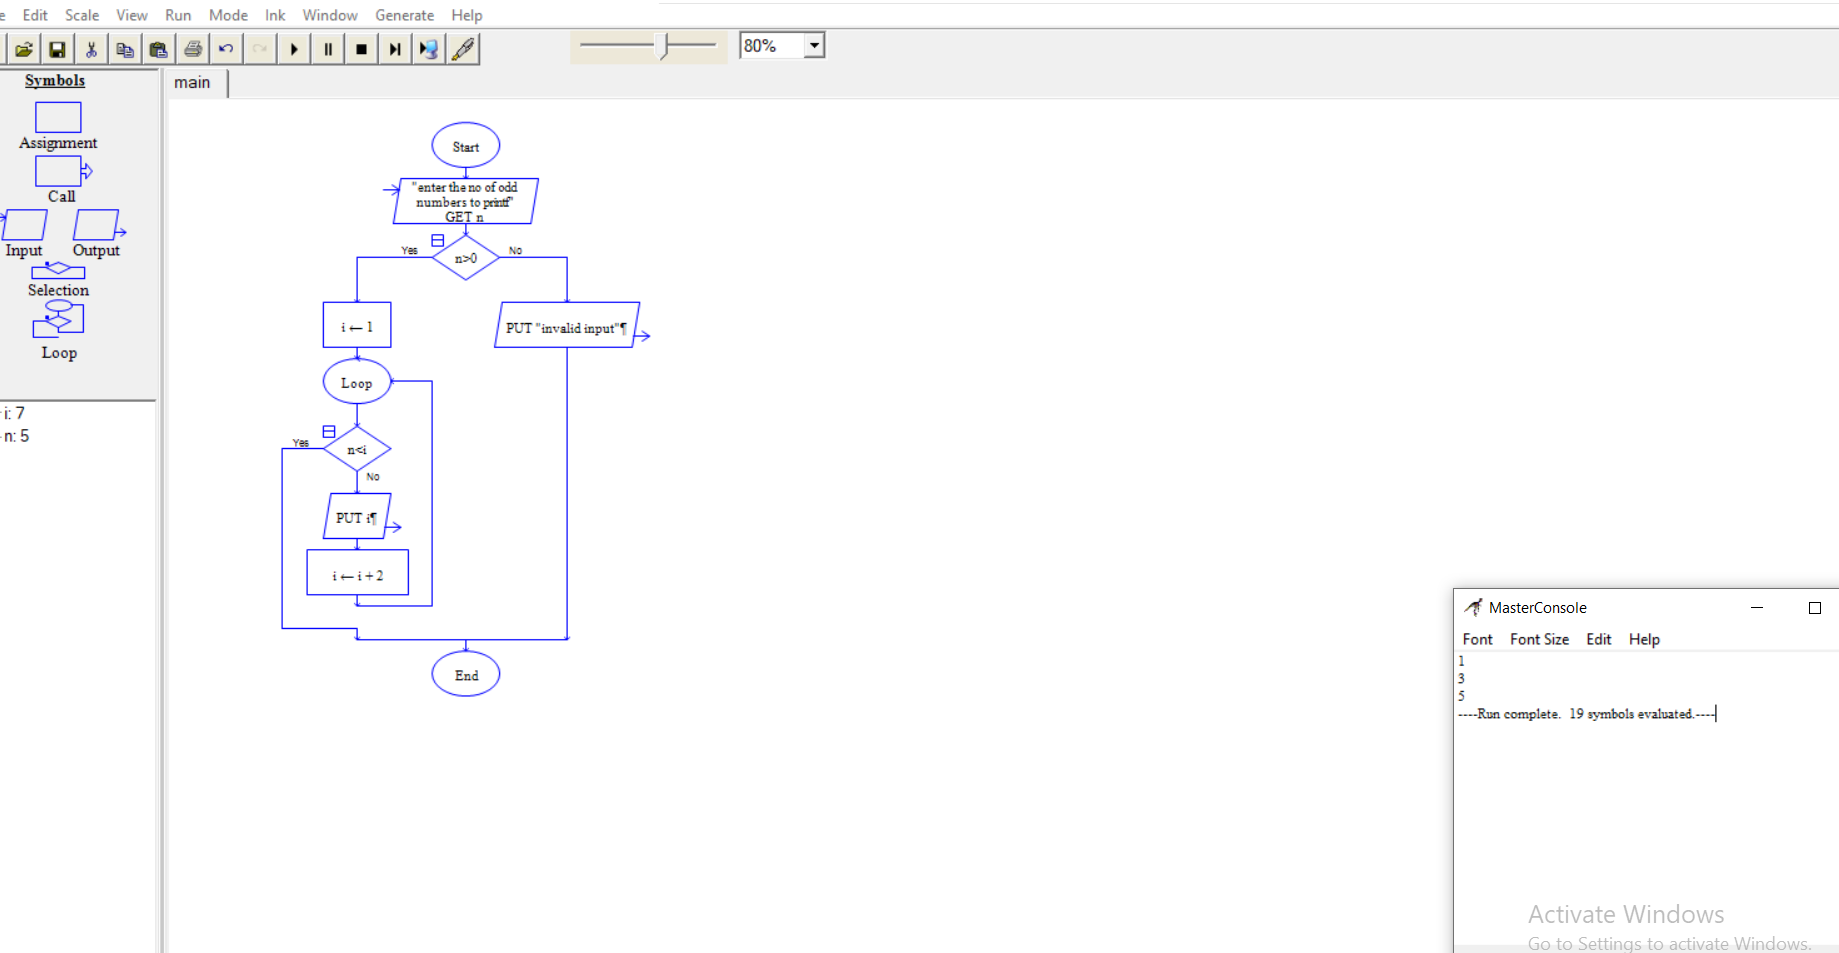 e Edit Scale View Run Mode Ink Window Generate Help
80%
Symbols
Assignment
Call
Input Output
Selection
Loop
i: 7
n: 5
main
Start
"enter the no of odd
numbers to printf"
GET n
Yes
n>0
No
i ← 1
PUT "invalid input"¶
Loop
Yes
n<i
No
PUT i¶
i ← i + 2
End
MasterConsole
Font Font Size Edit Help
1
3
5
----Run complete. 19 symbols evaluated.----
Activate Windows
Go to Settings to activate Windows.